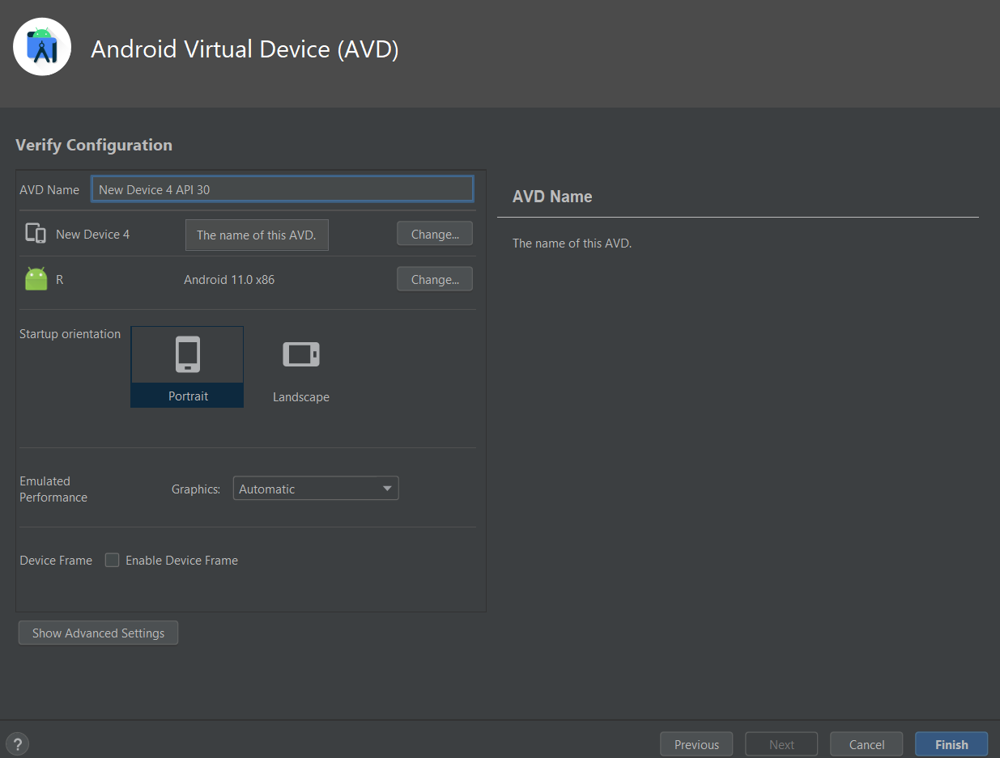 Android Virtual Device (AVD)
Verify Configuration
AVD Name
New Device 4 API 30
New Device 4
The name of this AVD.
Change...
R
Android 11.0 x86
Change...
Startup orientation
Portrait
Landscape
Emulated
Performance
Graphics:
Automatic
Device Frame
Enable Device Frame
Show Advanced Settings
AVD Name
The name of this AVD.
?
Previous
Next
Cancel
Finish